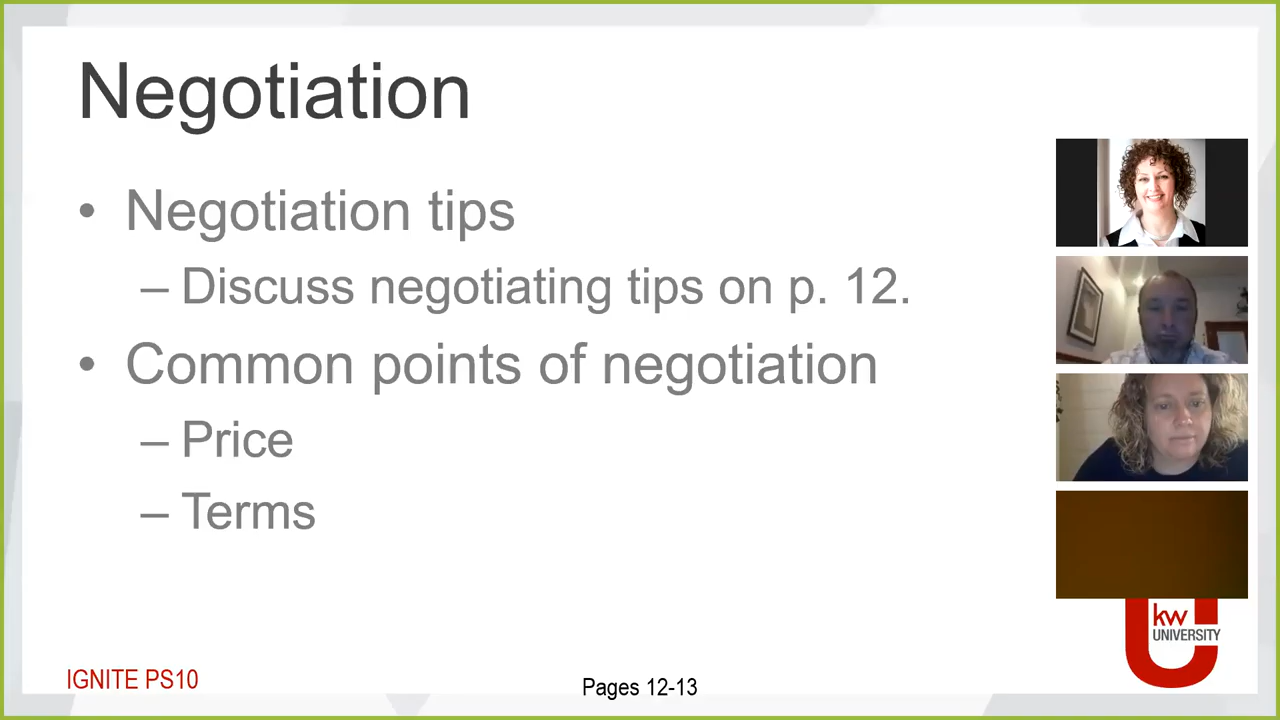 Negotiation
• Negotiation tips
– Discuss negotiating tips on p. 12.
• Common points of negotiation
– Price
– Terms
kw
UNIVERSITY
IGNITE PS10
Pages 12-13